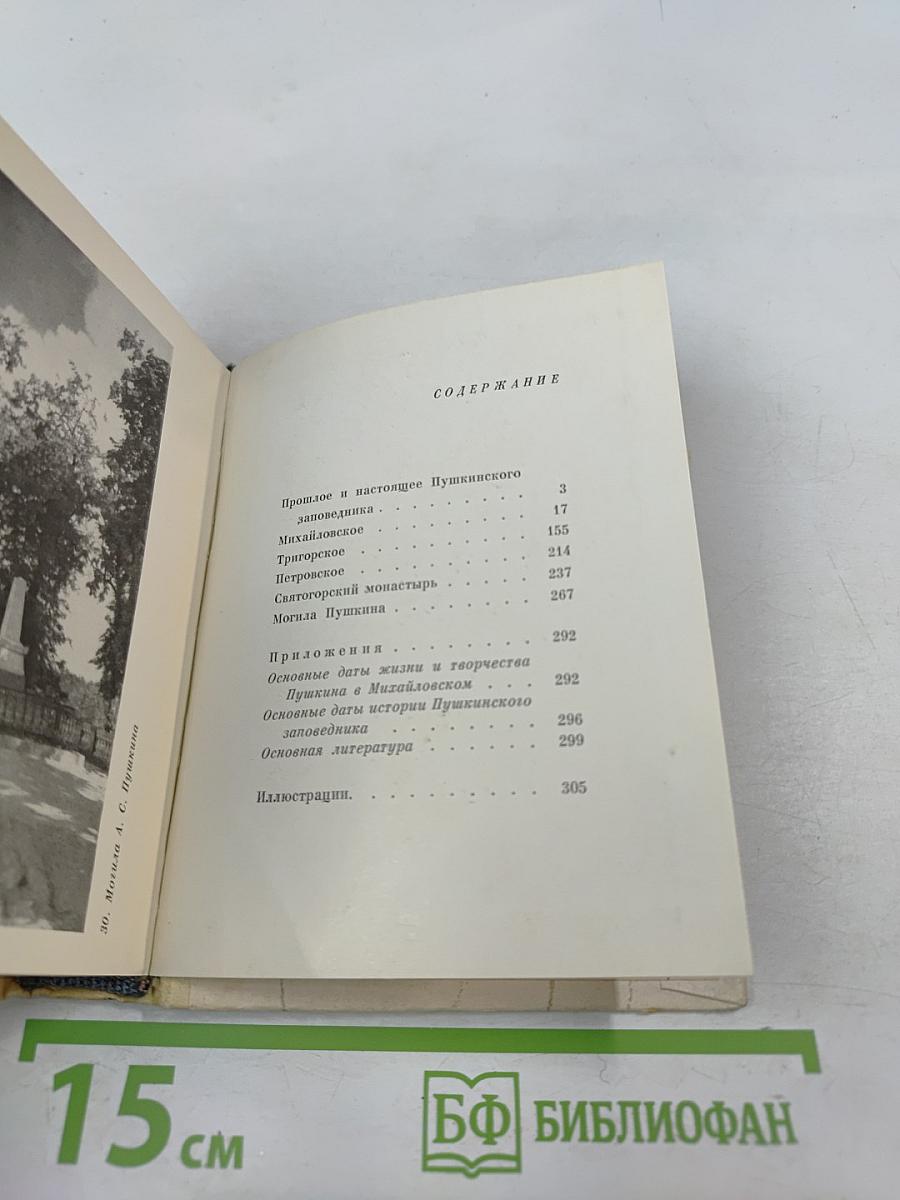 30. Могила А. С. Пушкина
СОДЕРЖАНИЕ
Прошлое и настоящее Пушкинского
заповедника . . . . . . . . . 3
Михайловское . . . . . . . . . 17
Тригорское . . . . . . . . . . 155
Петровское . . . . . . . . . . 214
Святогорский монастырь . . . . . 237
Могила Пушкина . . . . . . . . 267
Приложения . . . . . . . . . 292
Основные даты жизни и творчества
Пушкина в Михайловском . . . 292
Основные даты истории Пушкинского
заповедника . . . . . . . . 296
Основная литература . . . . . . 299
Иллюстрации. . . . . . . . . . 305
15 см
БФ БИБЛИОФАН